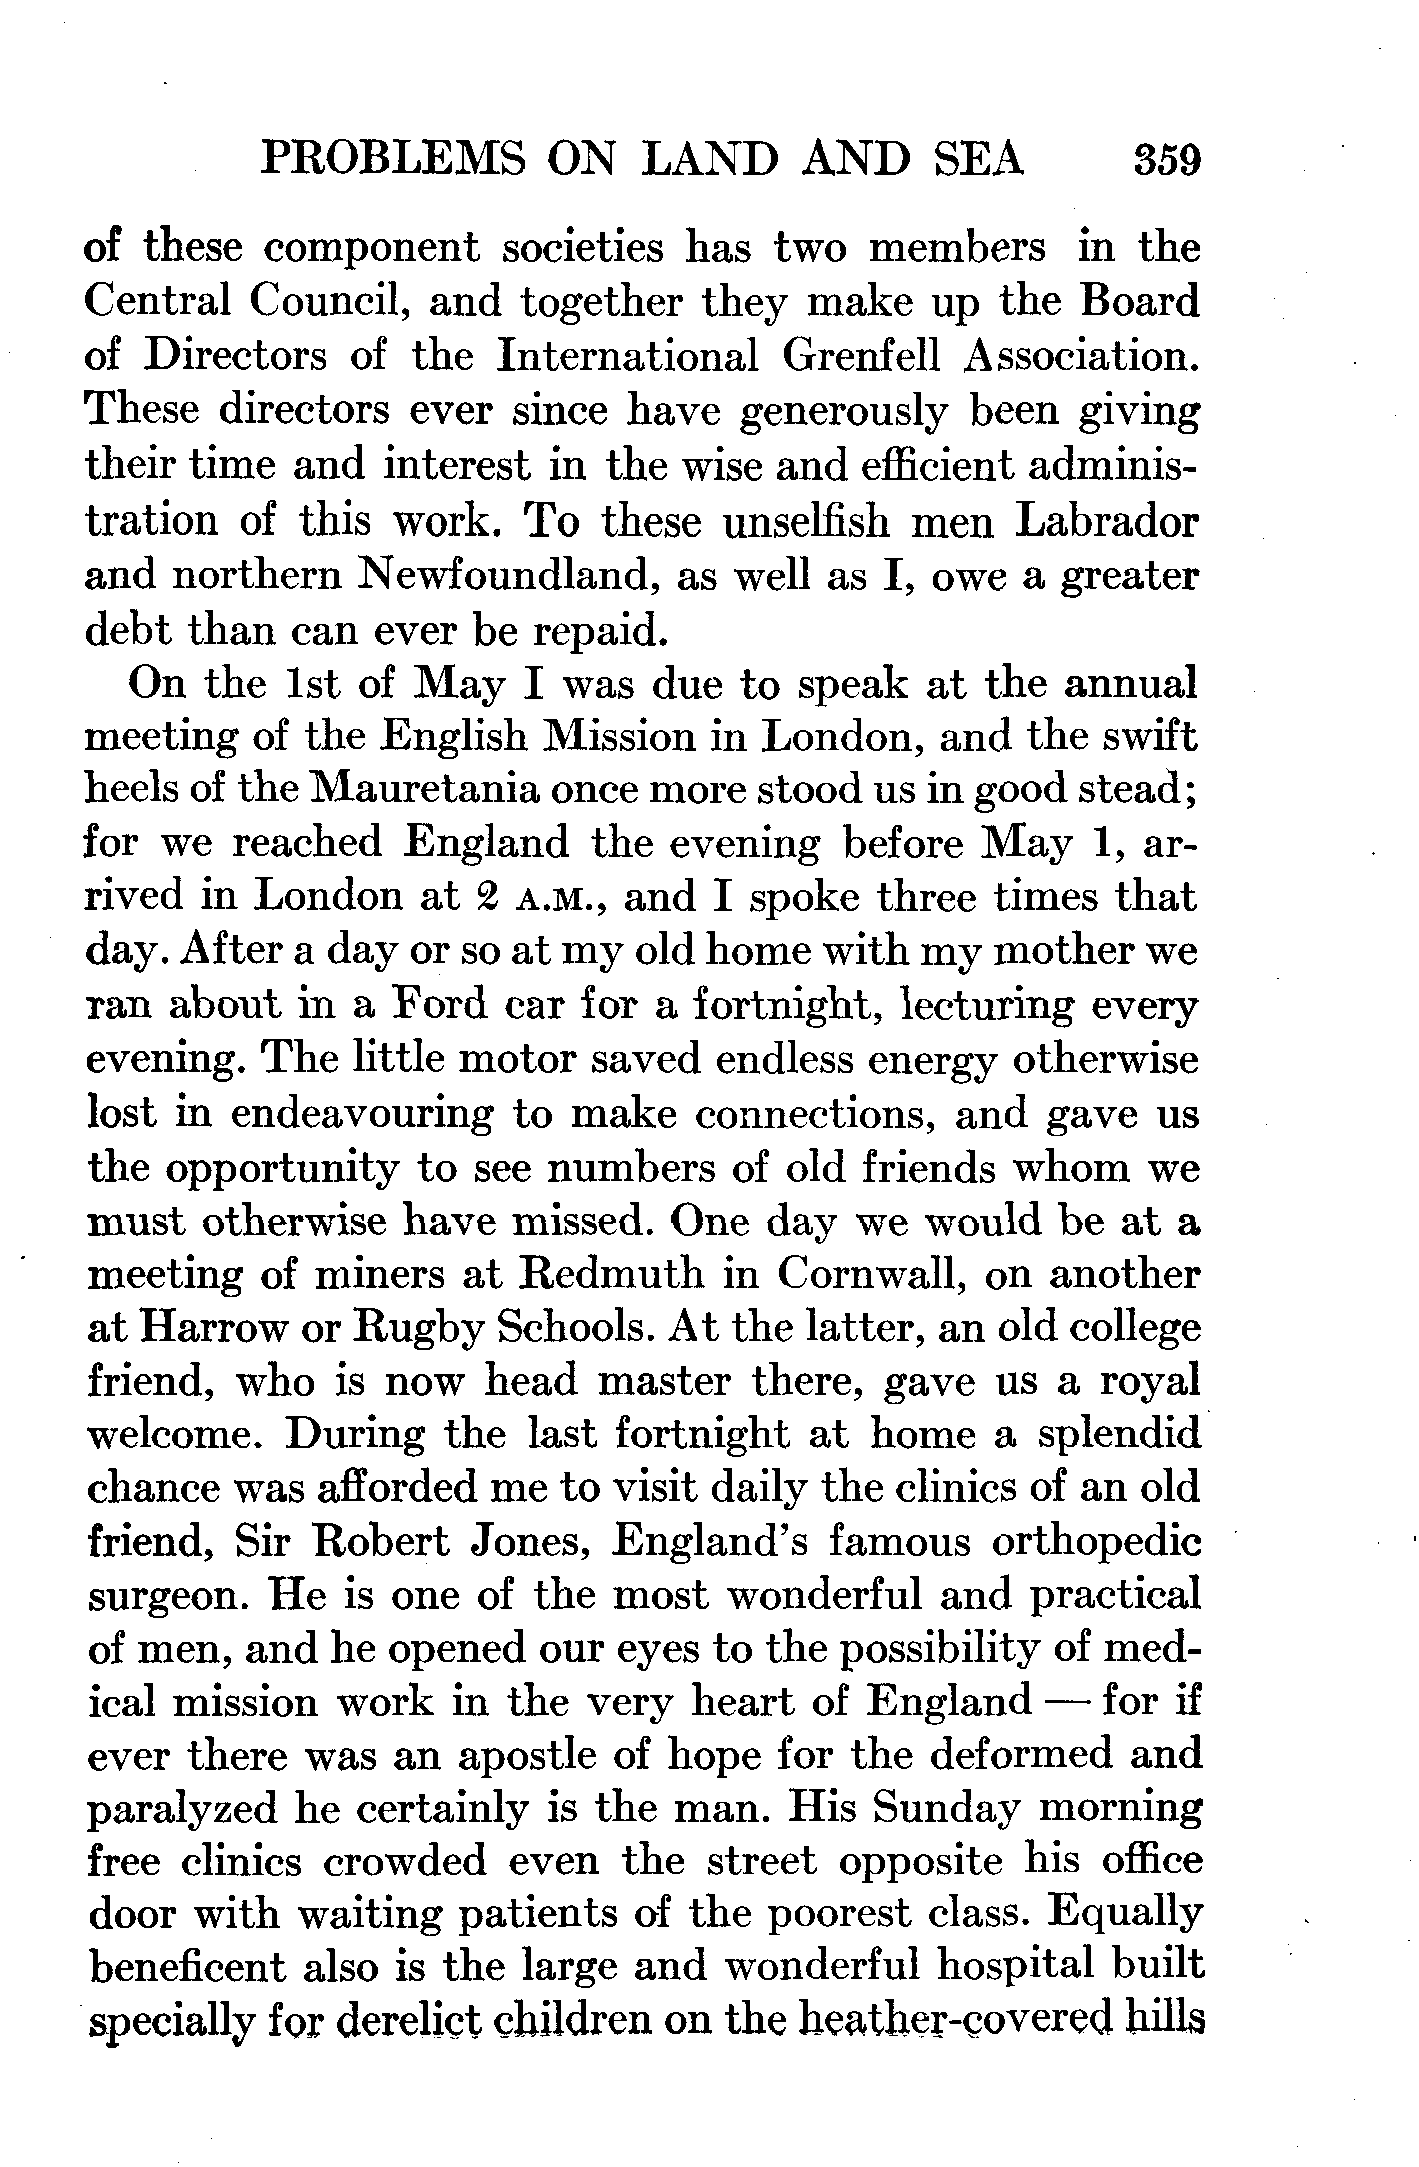 PROBLEMS ON LAND AND SEA 359
of these component societies has two members in the
Central Council, and together they make up the Board
of Directors of the International Grenfell Association.
These directors ever since have generously been giving
their time and interest in the wise and efficient adminis-
tration of this work. To these unselfish men Labrador
and northern Newfoundland, as well as I, owe a greater
debt than can ever be repaid.
On the 1st of May I was due to speak at the annual
meeting of the English Mission in London, and the swift
heels of the Mauretania once more stood us in good stead;
for we reached England the evening before May 1, ar-
rived in London at 2 A.M., and I spoke three times that
day. After a day or so at my old home with my mother we
ran about in a Ford car for a fortnight, lecturing every
evening. The little motor saved endless energy otherwise
lost in endeavouring to make connections, and gave us
the opportunity to see numbers of old friends whom we
must otherwise have missed. One day we would be at a
meeting of miners at Redmuth in Cornwall, on another
at Harrow or Rugby Schools. At the latter, an old college
friend, who is now head master there, gave us a royal
welcome. During the last fortnight at home a splendid
chance was afforded me to visit daily the clinics of an old
friend, Sir Robert Jones, England's famous orthopedic
surgeon. He is one of the most wonderful and practical
of men, and he opened our eyes to the possibility of med-
ical mission work in the very heart of England — for if
ever there was an apostle of hope for the deformed and
paralyzed he certainly is the man. His Sunday morning
free clinics crowded even the street opposite his office
door with waiting patients of the poorest class. Equally
beneficent also is the large and wonderful hospital built
specially for derelict children on the heather-covered hills